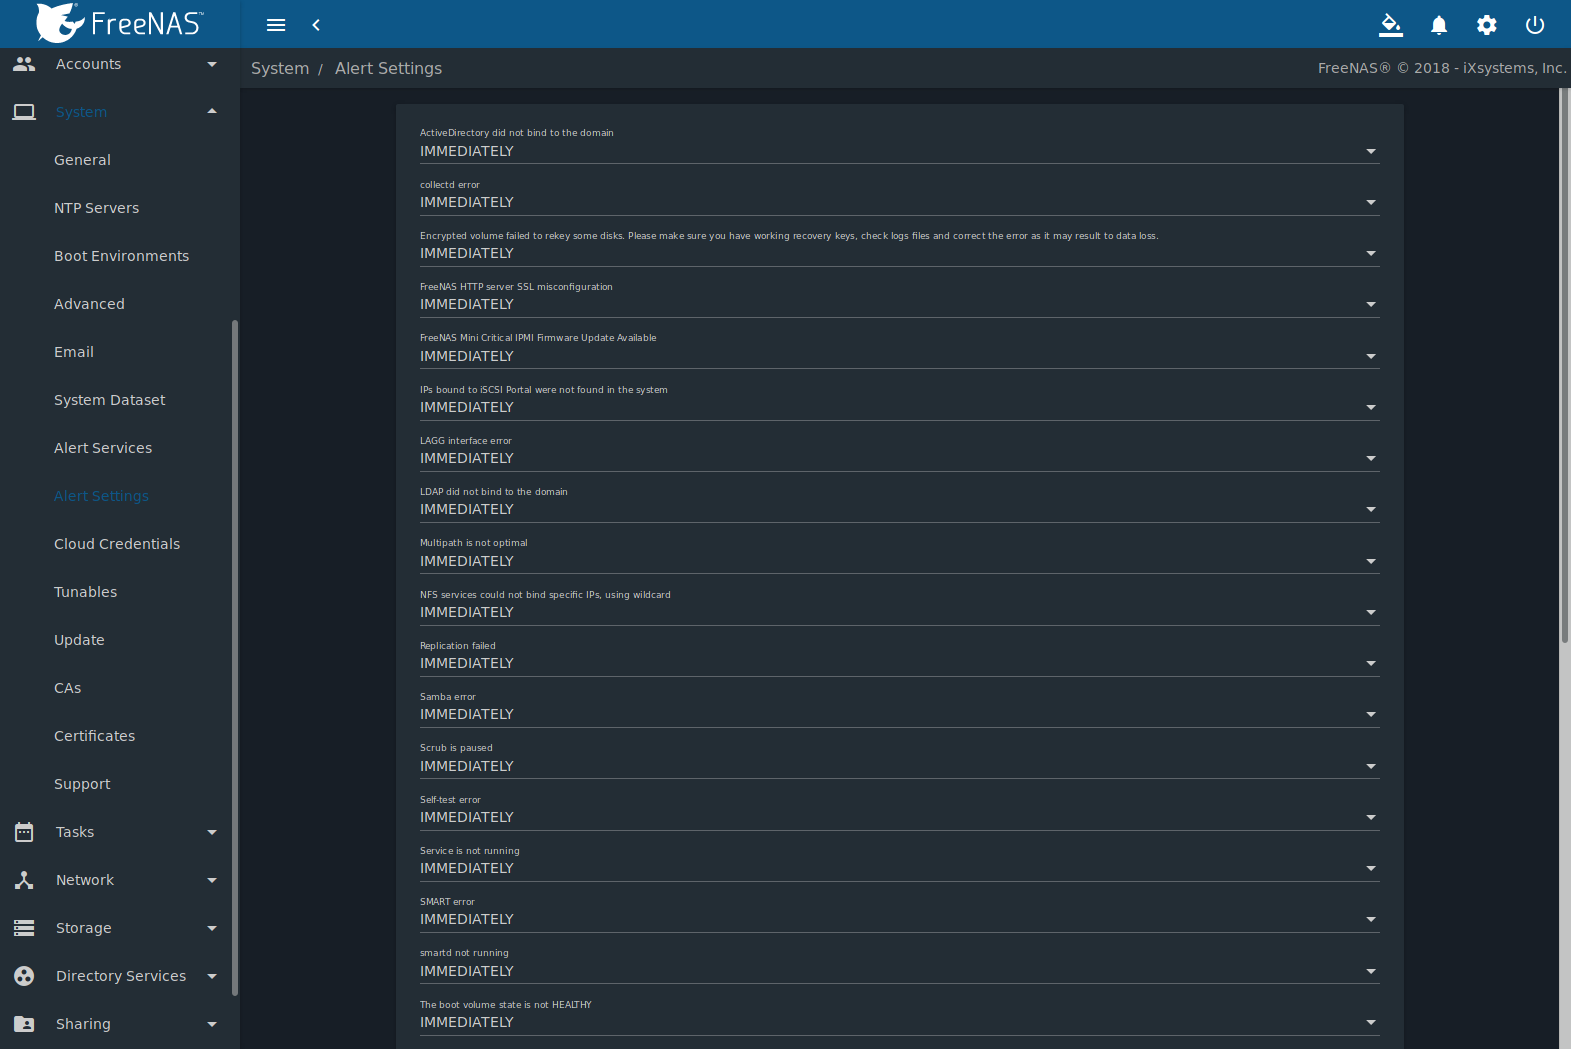 FreeNAS™
System / Alert Settings
FreeNAS® © 2018 - iXsystems, Inc.
Accounts
System
General
NTP Servers
Boot Environments
Advanced
Email
System Dataset
Alert Services
Alert Settings
Cloud Credentials
Tunables
Update
CAs
Certificates
Support
Tasks
Network
Storage
Directory Services
Sharing
ActiveDirectory did not bind to the domain
IMMEDIATELY
collectd error
IMMEDIATELY
Encrypted volume failed to rekey some disks. Please make sure you have working recovery keys, check logs files and correct the error as it may result to data loss.
IMMEDIATELY
FreeNAS HTTP server SSL misconfiguration
IMMEDIATELY
FreeNAS Mini Critical IPMI Firmware Update Available
IMMEDIATELY
IPs bound to iSCSI Portal were not found in the system
IMMEDIATELY
LAGG interface error
IMMEDIATELY
LDAP did not bind to the domain
IMMEDIATELY
Multipath is not optimal
IMMEDIATELY
NFS services could not bind specific IPs, using wildcard
IMMEDIATELY
Replication failed
IMMEDIATELY
Samba error
IMMEDIATELY
Scrub is paused
IMMEDIATELY
Self-test error
IMMEDIATELY
Service is not running
IMMEDIATELY
SMART error
IMMEDIATELY
smartd not running
IMMEDIATELY
The boot volume state is not HEALTHY
IMMEDIATELY